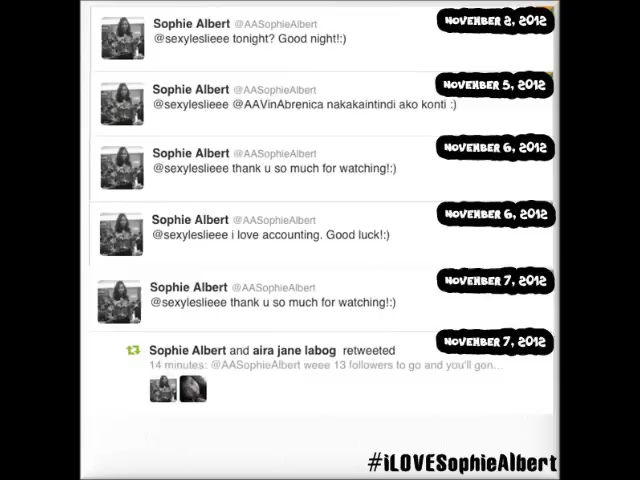 Sophie Albert @AASophieAlbert
NOVEMBER 2, 2012
@sexyleslieee tonight? Good night!:)
Sophie Albert @AASophieAlbert
NOVEMBER 5, 2012
@sexyleslieee @AAVinAbrenica nakakaintindi ako konti :)
Sophie Albert @AASophieAlbert
NOVEMBER 6, 2012
@sexyleslieee thank u so much for watching!:)
Sophie Albert @AASophieAlbert
NOVEMBER 6, 2012
@sexyleslieee i love accounting. Good luck!:)
Sophie Albert @AASophieAlbert
NOVEMBER 7, 2012
@sexyleslieee thank u so much for watching!:)
Sophie Albert and aira jane labog retweeted
NOVEMBER 7, 2012
14 minutes: @AASophieAlbert weee 13 followers to go and you'll gon...
#iLOVESophieAlbert